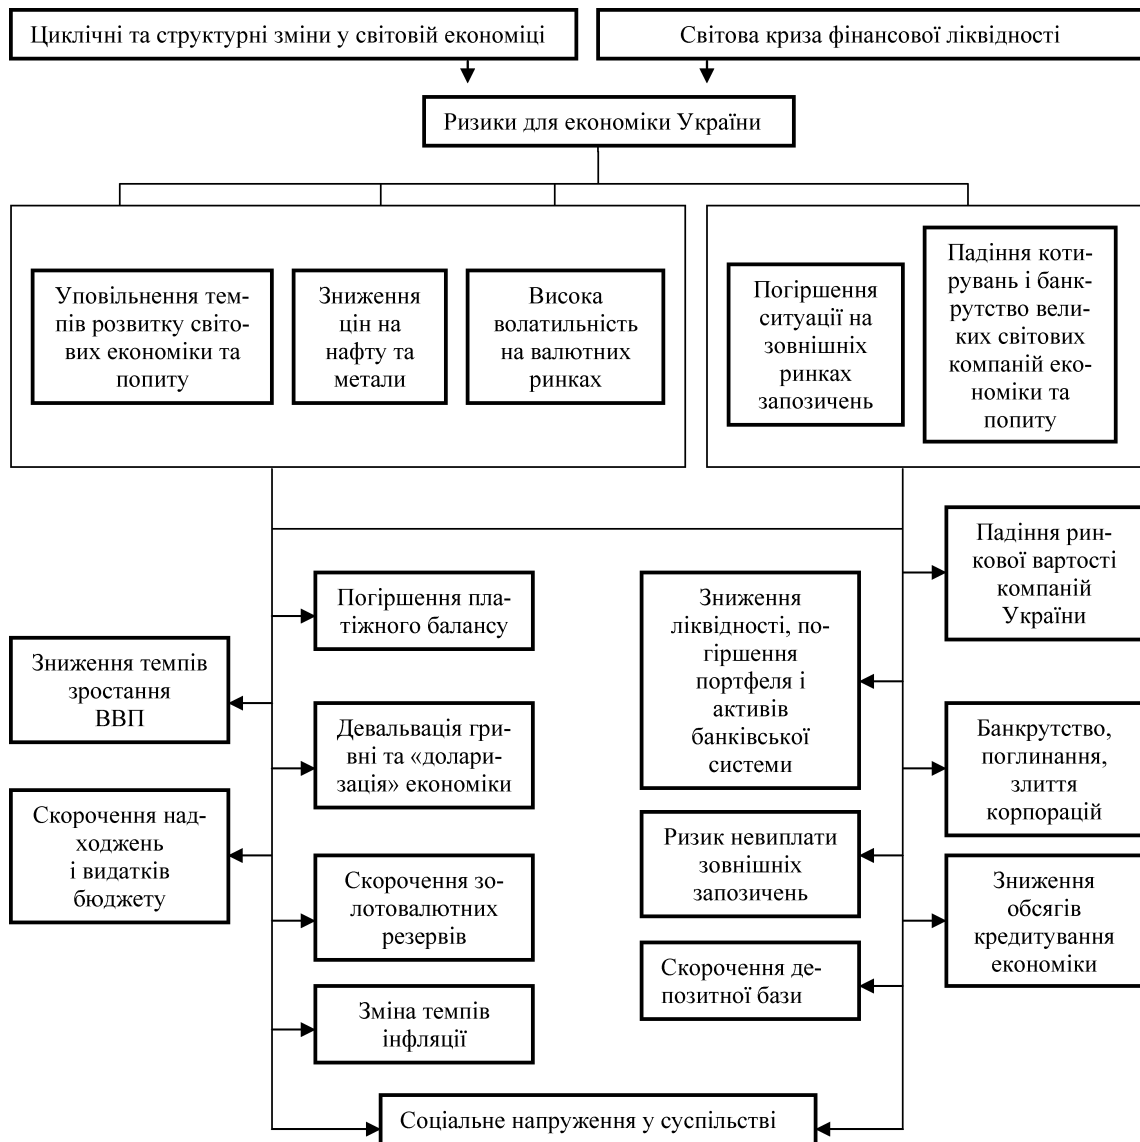 Циклічні та структурні зміни у світовій економіці
Світова криза фінансової ліквідності
Ризики для економіки України
Уповільнення тем-
пів розвитку світо-
вих економіки та
попиту
Зниження
цін на
нафту та
метали
Висока
волатильність
на валютних
ринках
Погіршення
ситуації на
зовнішніх
ринках
запозичень
Падіння коти-
рувань і банк-
рутство вели-
ких світових
компаній еко-
номіки та
попиту
Зниження темпів
зростання
ВВП
Скорочення над-
ходжень
і видатків
бюджету
Погіршення пла-
тіжного балансу
Девальвація гри-
вні та «долари-
зація» економіки
Скорочення зо-
лотовалютних
резервів
Зміна темпів
інфляції
Зниження
ліквідності, по-
гіршення
портфеля і
активів
банківської
системи
Ризик невиплати
зовнішніх
запозичень
Скорочення де-
позитної бази
Падіння рин-
кової вартості
компаній
України
Банкрутство,
поглинання,
злиття
корпорацій
Зниження
обсягів
кредитування
економіки
Соціальне напруження у суспільстві